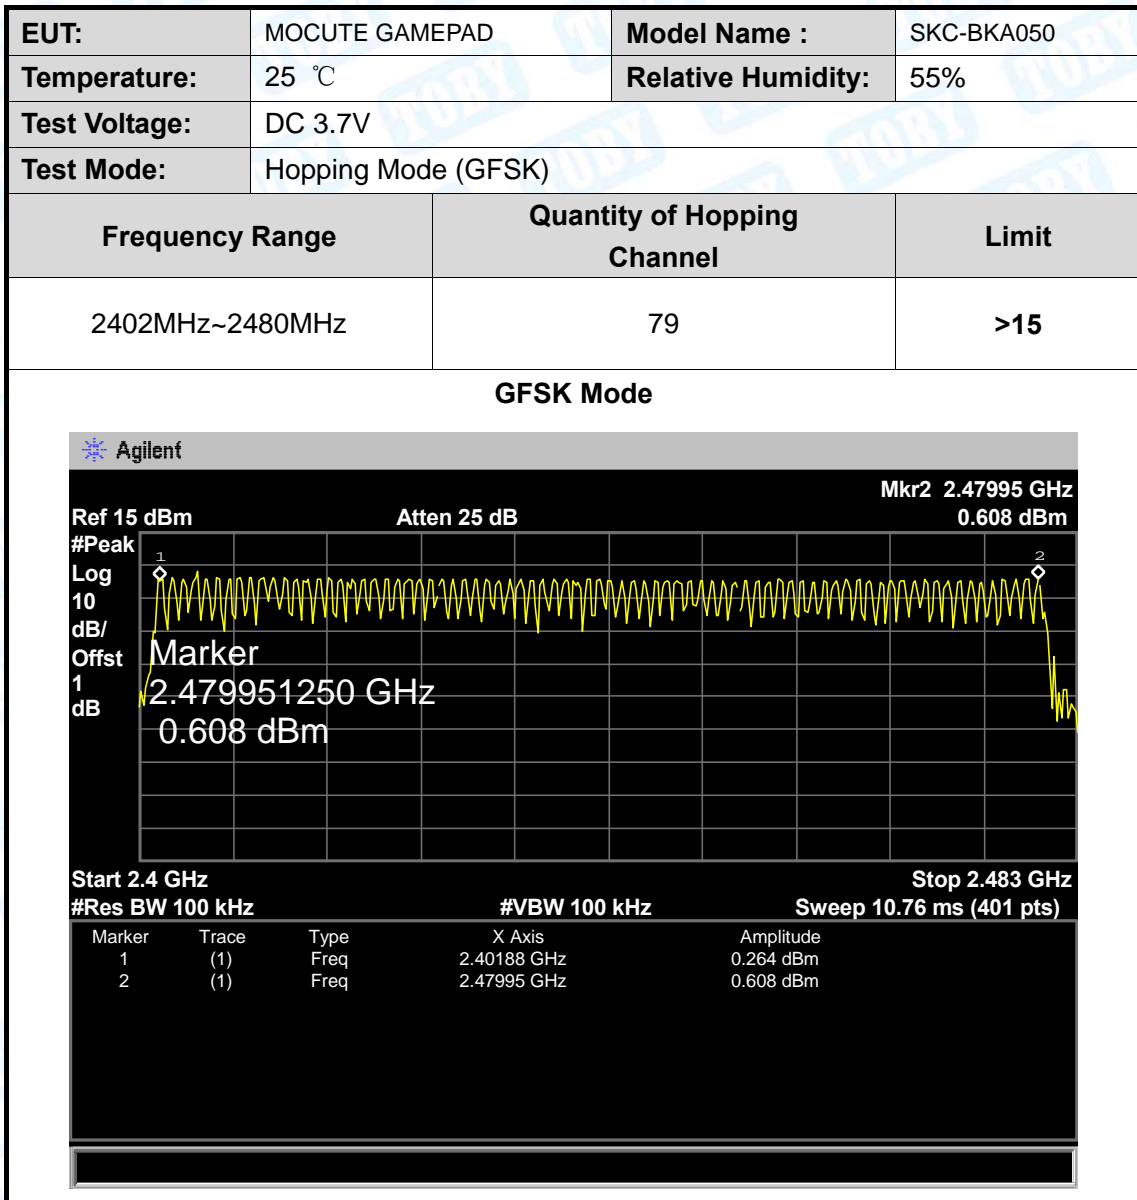 EUT: MOCUTE GAMEPAD Model Name : SKC-BKA050
Temperature: 25 ℃ Relative Humidity: 55%
Test Voltage: DC 3.7V
Test Mode: Hopping Mode (GFSK)
Frequency Range Quantity of Hopping Channel Limit
2402MHz~2480MHz 79 >15
GFSK Mode
Agilent
Mkr2 2.47995 GHz
Ref 15 dBm Atten 25 dB 0.608 dBm
#Peak
Log
10
dB/
Offst
1
dB
1
2
Marker
2.479951250 GHz
0.608 dBm
Start 2.4 GHz Stop 2.483 GHz
#Res BW 100 kHz #VBW 100 kHz Sweep 10.76 ms (401 pts)
Marker Trace Type X Axis Amplitude
1 (1) Freq 2.40188 GHz 0.264 dBm
2 (1) Freq 2.47995 GHz 0.608 dBm
TOBY